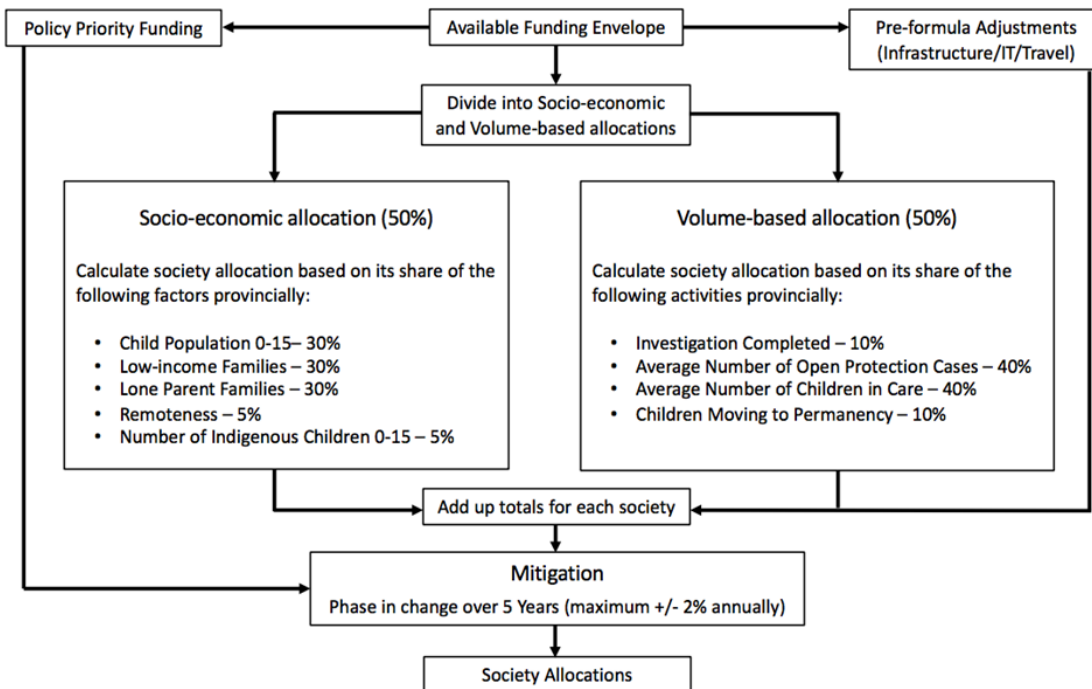 Policy Priority Funding
Available Funding Envelope
Pre-formula Adjustments
(Infrastructure/IT/Travel)
Divide into Socio-economic
and Volume-based allocations
Socio-economic allocation (50%)
Calculate society allocation based on its share of the
following factors provincially:
• Child Population 0-15– 30%
• Low-income Families – 30%
• Lone Parent Families – 30%
• Remoteness – 5%
• Number of Indigenous Children 0-15 – 5%
Volume-based allocation (50%)
Calculate society allocation based on its share of the
following activities provincially:
• Investigation Completed – 10%
• Average Number of Open Protection Cases – 40%
• Average Number of Children in Care – 40%
• Children Moving to Permanency – 10%
Add up totals for each society
Mitigation
Phase in change over 5 Years (maximum +/- 2% annually)
Society Allocations